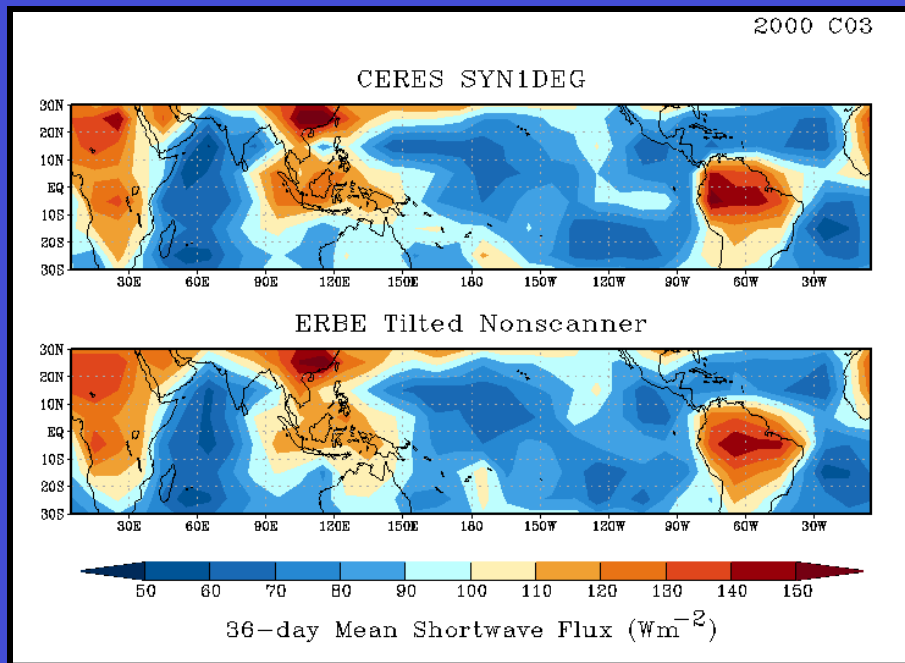 2000 C03
CERES SYN1DEG
30N
20N
10N
EQ
10S
20S
30S
30E 60E 90E 120E 150E 180 150W 120W 90W 60W 30W
ERBE Tilted Nonscanner
30N
20N
10N
EQ
10S
20S
30S
30E 60E 90E 120E 150E 180 150W 120W 90W 60W 30W
50 60 70 80 90 100 110 120 130 140 150
36-day Mean Shortwave Flux (Wm⁻²)